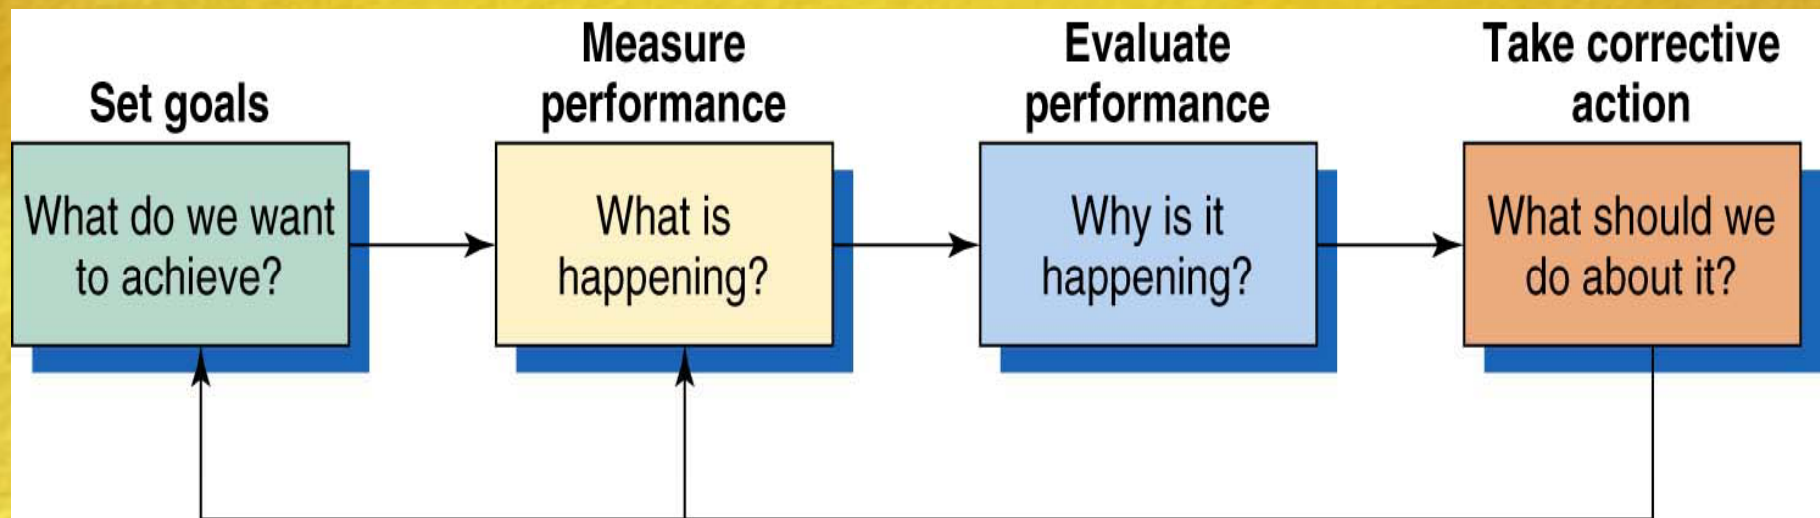 Set goals
What do we want
to achieve?
Measure
performance
What is
happening?
Evaluate
performance
Why is it
happening?
Take corrective
action
What should we
do about it?